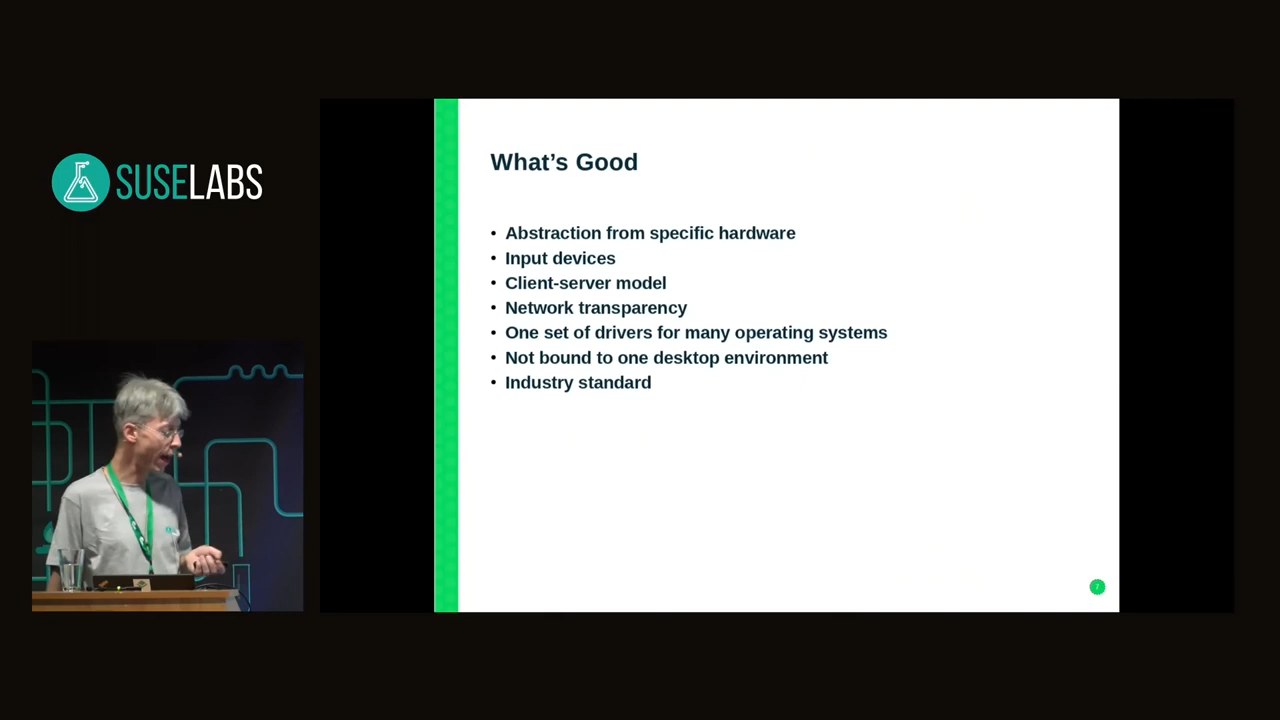 SUSELABS
What’s Good
• Abstraction from specific hardware
• Input devices
• Client-server model
• Network transparency
• One set of drivers for many operating systems
• Not bound to one desktop environment
• Industry standard
7